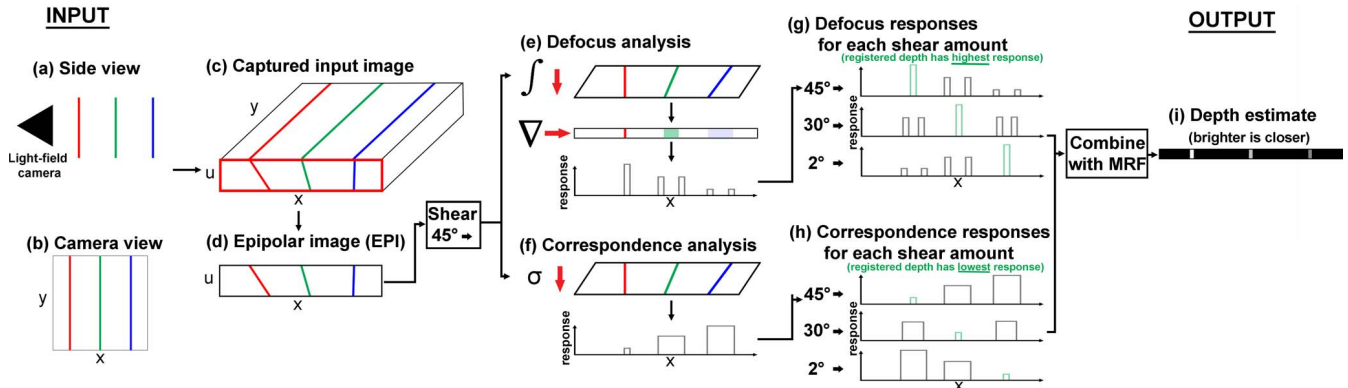 INPUT
(a) Side view
Light-field
camera
(b) Camera view
y
x
(c) Captured input image
y
u
x
(d) Epipolar image (EPI)
u
x
Shear
45°
(e) Defocus analysis
∫
∇
response
x
(f) Correspondence analysis
σ
response
x
(g) Defocus responses
for each shear amount
(registered depth has highest response)
45°
30°
2°
response
x
(h) Correspondence responses
for each shear amount
(registered depth has lowest response)
45°
30°
2°
response
x
Combine
with MRF
OUTPUT
(i) Depth estimate
(brighter is closer)